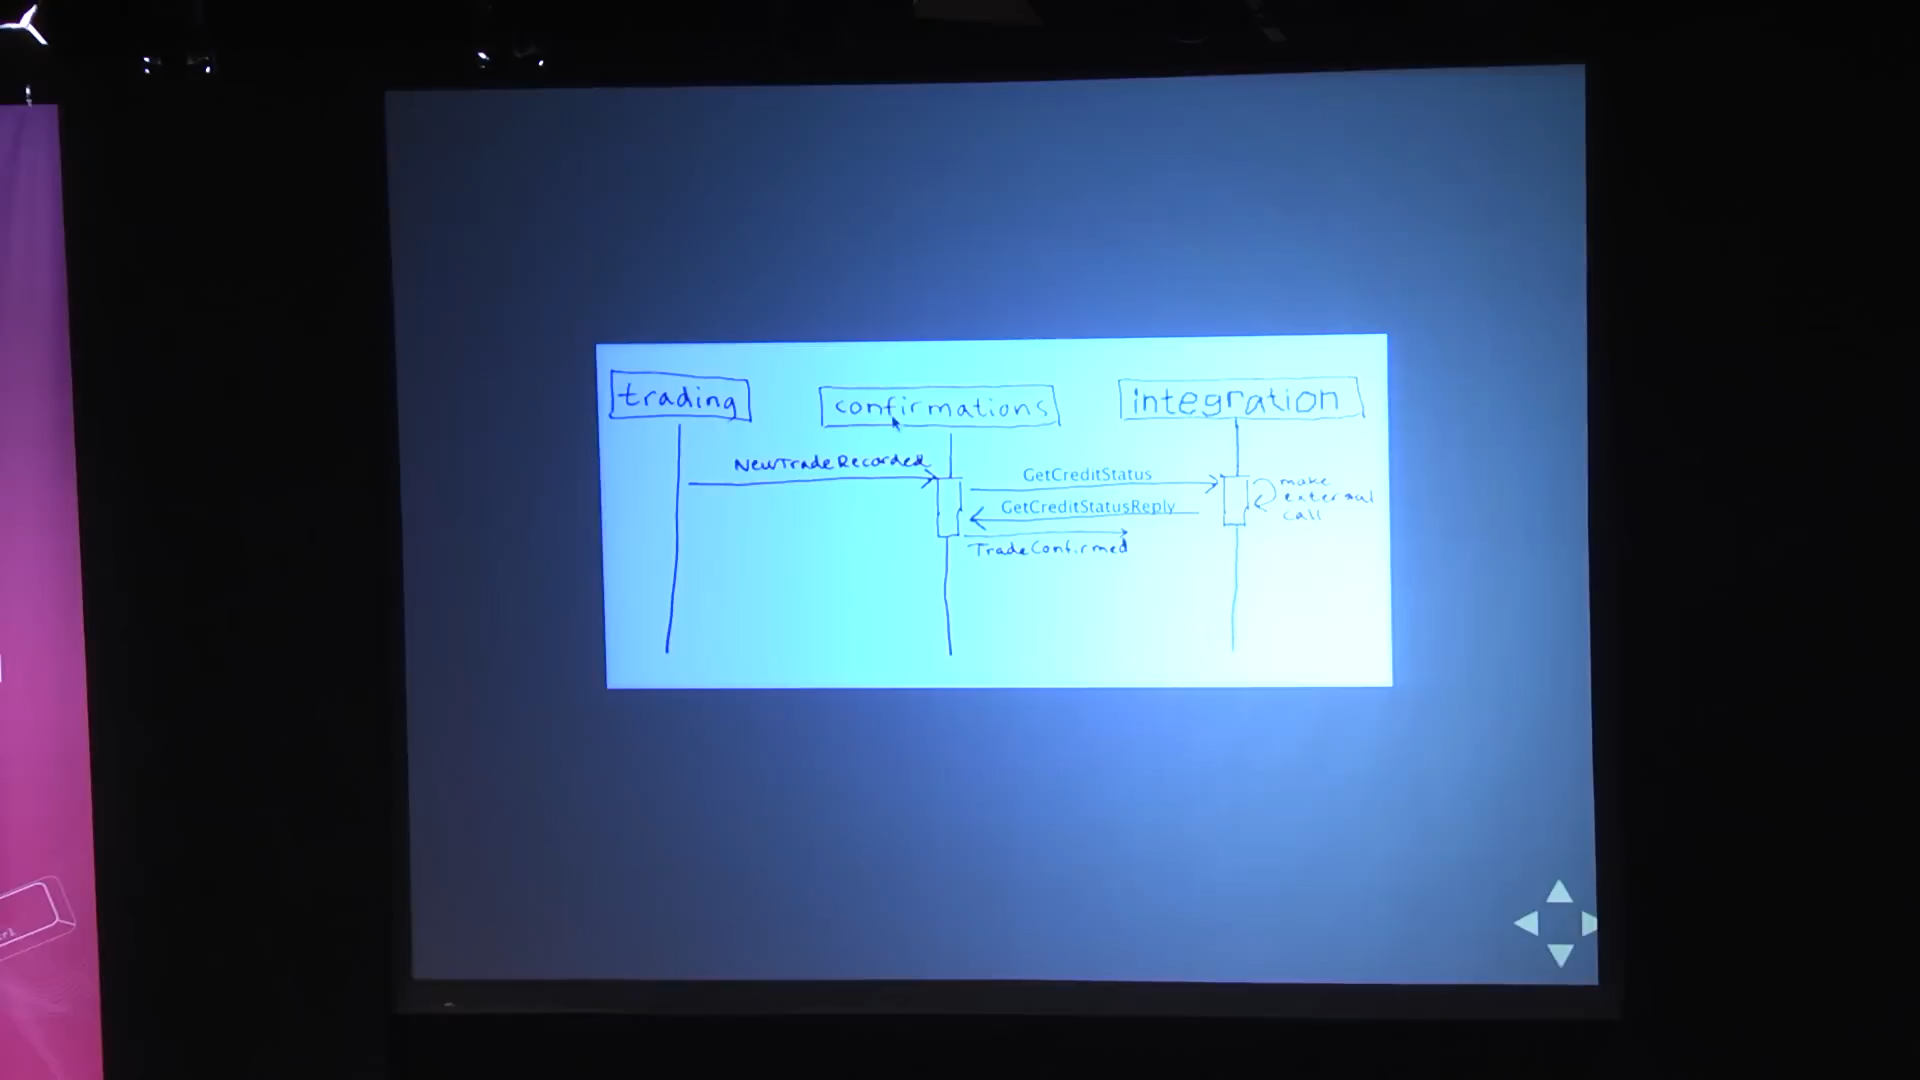 trading
confirmations
integration
NewTradeRecorded
GetCreditStatus
make
external
call
GetCreditStatusReply
TradeConfirmed